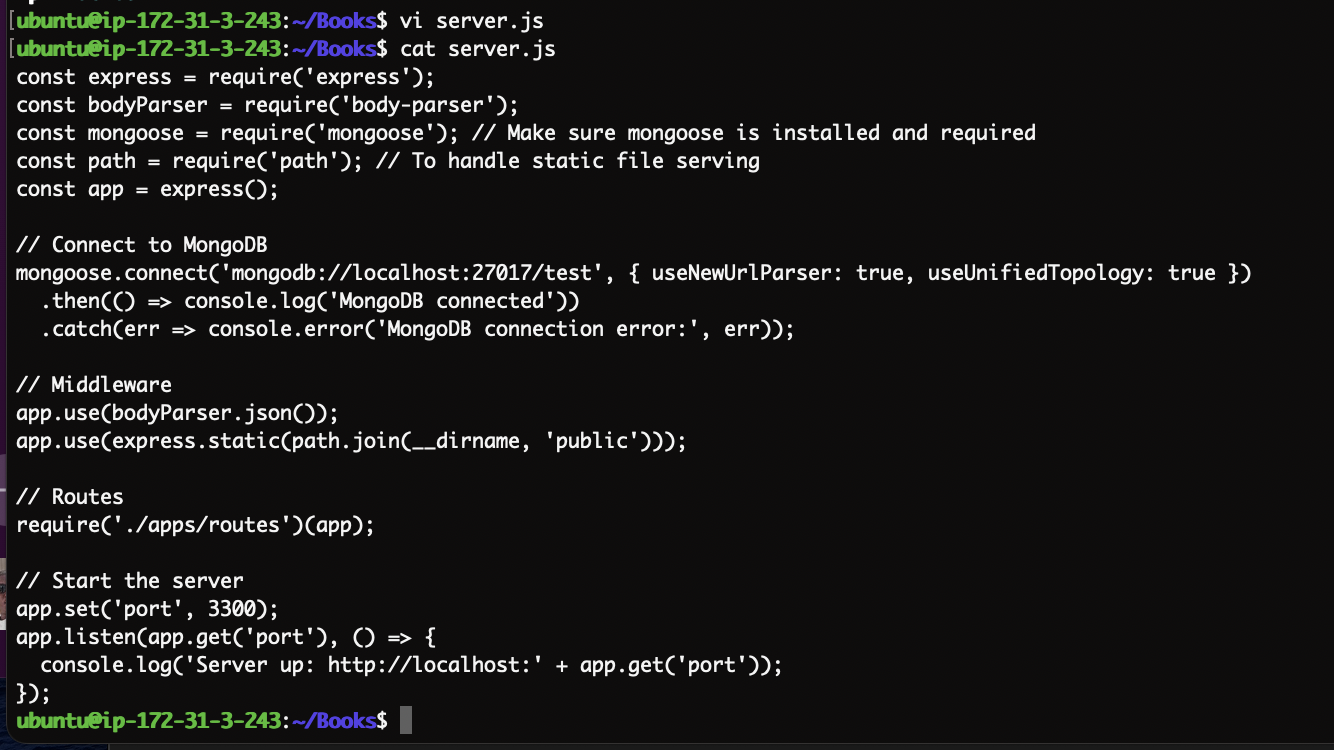 [ubuntu@ip-172-31-3-243:~/Books$ vi server.js
[ubuntu@ip-172-31-3-243:~/Books$ cat server.js
const express = require('express');
const bodyParser = require('body-parser');
const mongoose = require('mongoose'); // Make sure mongoose is installed and required
const path = require('path'); // To handle static file serving
const app = express();

// Connect to MongoDB
mongoose.connect('mongodb://localhost:27017/test', { useNewUrlParser: true, useUnifiedTopology: true })
  .then(() => console.log('MongoDB connected'))
  .catch(err => console.error('MongoDB connection error:', err));

// Middleware
app.use(bodyParser.json());
app.use(express.static(path.join(__dirname, 'public')));

// Routes
require('./apps/routes')(app);

// Start the server
app.set('port', 3300);
app.listen(app.get('port'), () => {
  console.log('Server up: http://localhost:' + app.get('port'));
});
ubuntu@ip-172-31-3-243:~/Books$